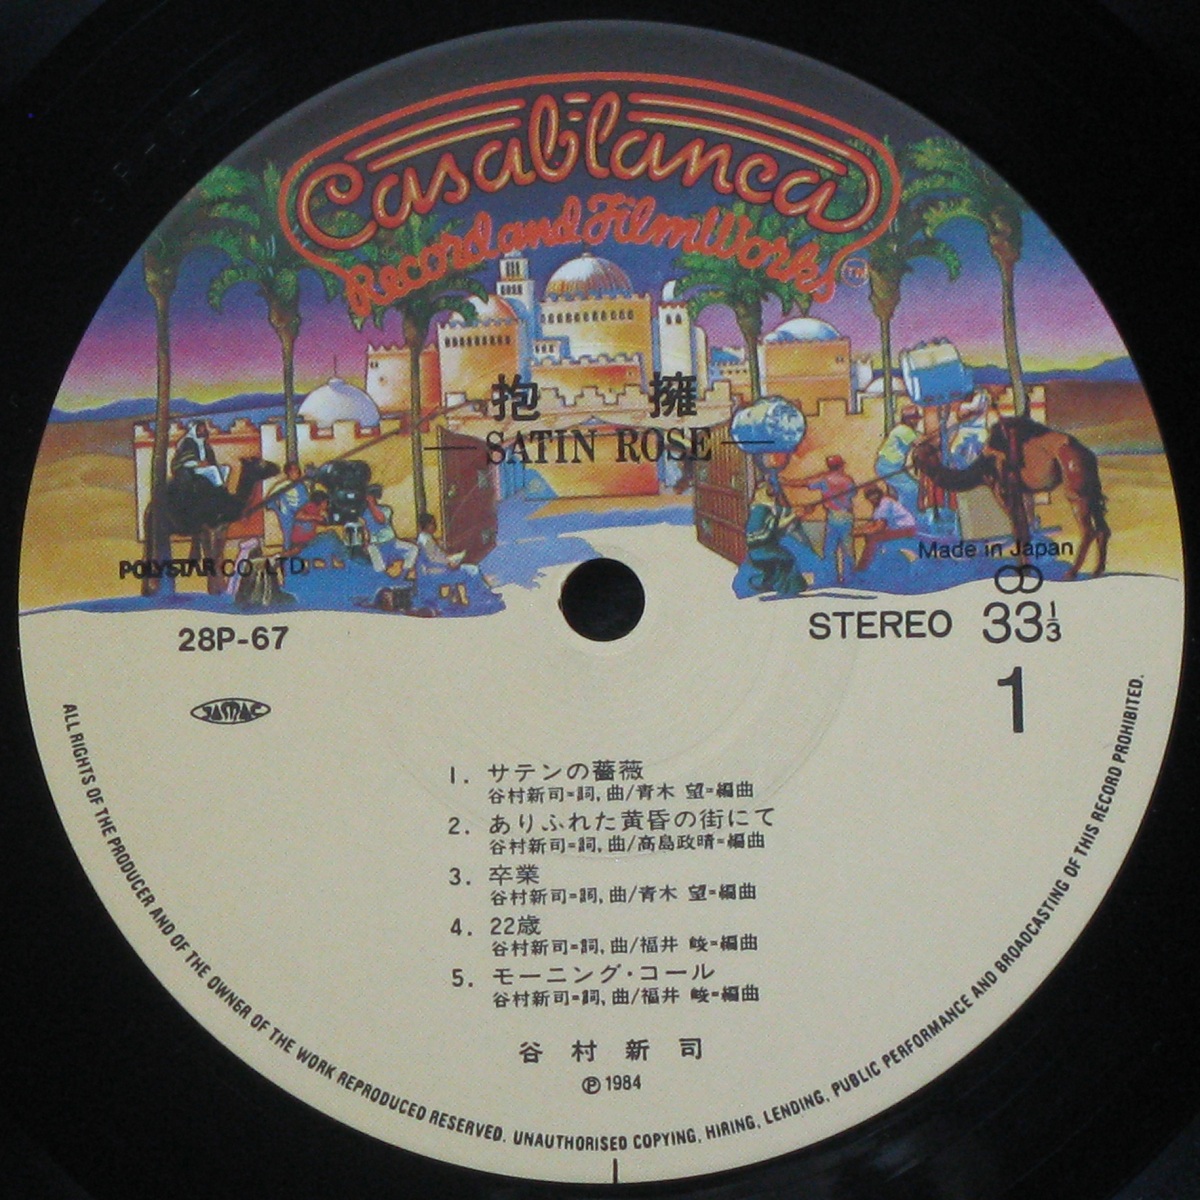 Casablanca
Record and FilmWorks
TM
抱擁
— SATIN ROSE —
POLYSTAR CO., LTD.
Made in Japan
28P-67
STEREO 33 1/3
1
JASRAC
1. サテンの薔薇
谷村新司=詞, 曲/青木 望=編曲
2. ありふれた黄昏の街にて
谷村新司=詞, 曲/高島政晴=編曲
3. 卒業
谷村新司=詞, 曲/青木 望=編曲
4. 22歳
谷村新司=詞, 曲/福井 峻=編曲
5. モーニング・コール
谷村新司=詞, 曲/福井 峻=編曲
谷村新司
Ⓟ 1984
ALL RIGHTS OF THE PRODUCER AND OF THE OWNER OF THE WORK REPRODUCED RESERVED. UNAUTHORISED COPYING, HIRING, LENDING, PUBLIC PERFORMANCE AND BROADCASTING OF THIS RECORD PROHIBITED.